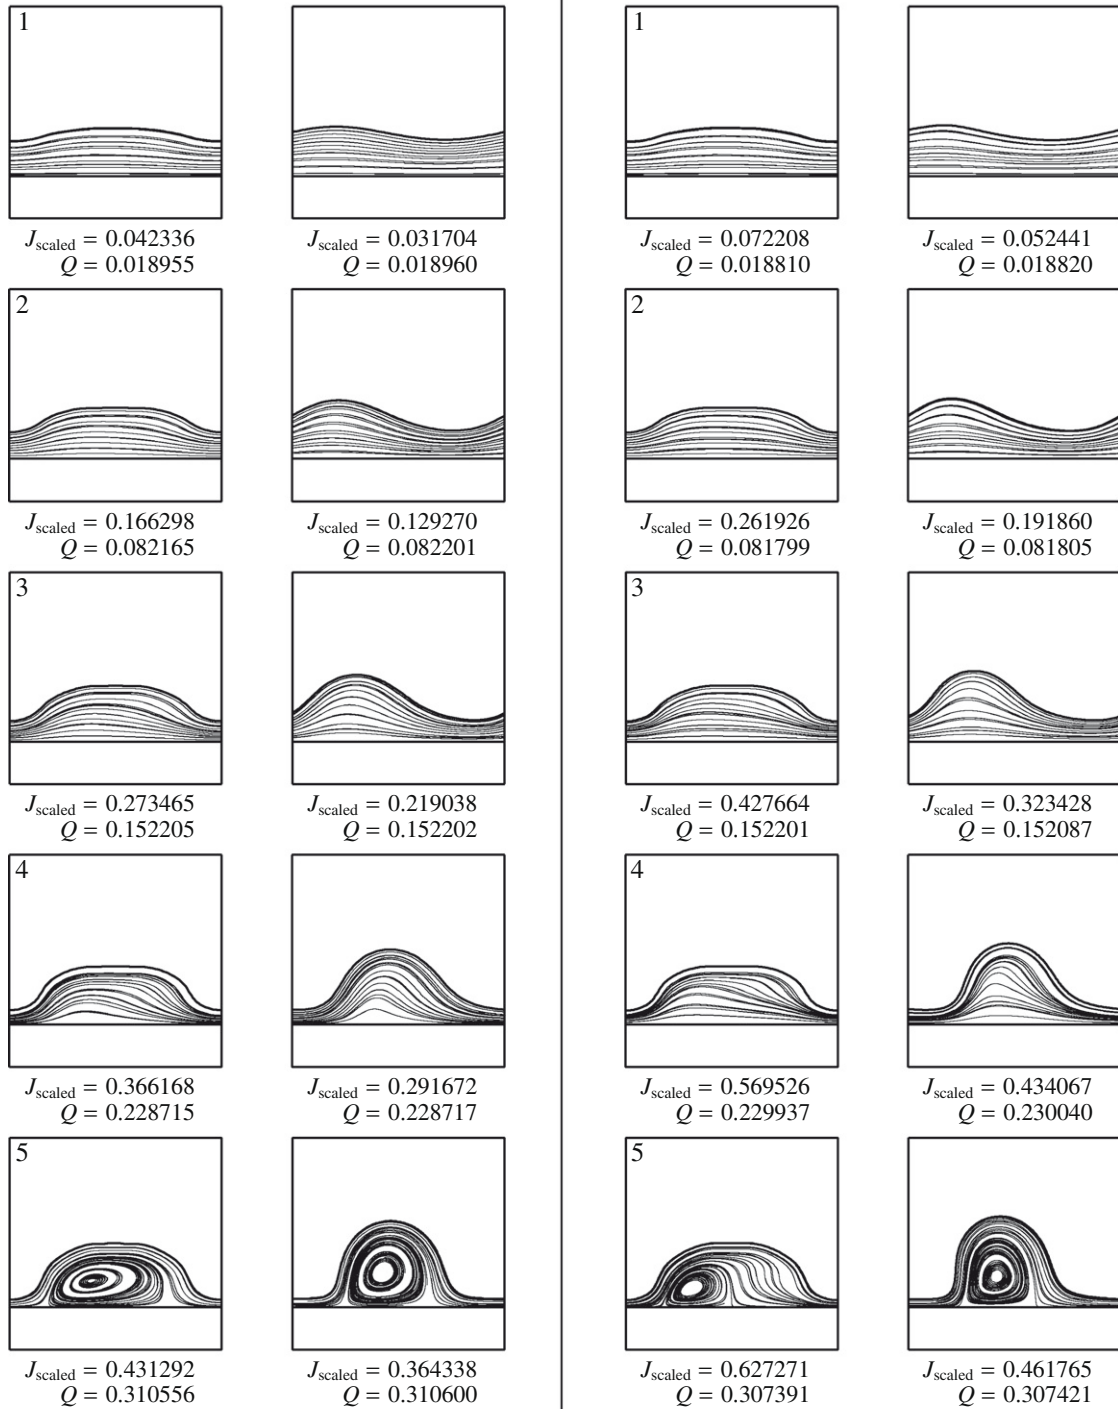 1
1
J_scaled = 0.042336
Q = 0.018955
J_scaled = 0.031704
Q = 0.018960
J_scaled = 0.072208
Q = 0.018810
J_scaled = 0.052441
Q = 0.018820
2
2
J_scaled = 0.166298
Q = 0.082165
J_scaled = 0.129270
Q = 0.082201
J_scaled = 0.261926
Q = 0.081799
J_scaled = 0.191860
Q = 0.081805
3
3
J_scaled = 0.273465
Q = 0.152205
J_scaled = 0.219038
Q = 0.152202
J_scaled = 0.427664
Q = 0.152201
J_scaled = 0.323428
Q = 0.152087
4
4
J_scaled = 0.366168
Q = 0.228715
J_scaled = 0.291672
Q = 0.228717
J_scaled = 0.569526
Q = 0.229937
J_scaled = 0.434067
Q = 0.230040
5
5
J_scaled = 0.431292
Q = 0.310556
J_scaled = 0.364338
Q = 0.310600
J_scaled = 0.627271
Q = 0.307391
J_scaled = 0.461765
Q = 0.307421